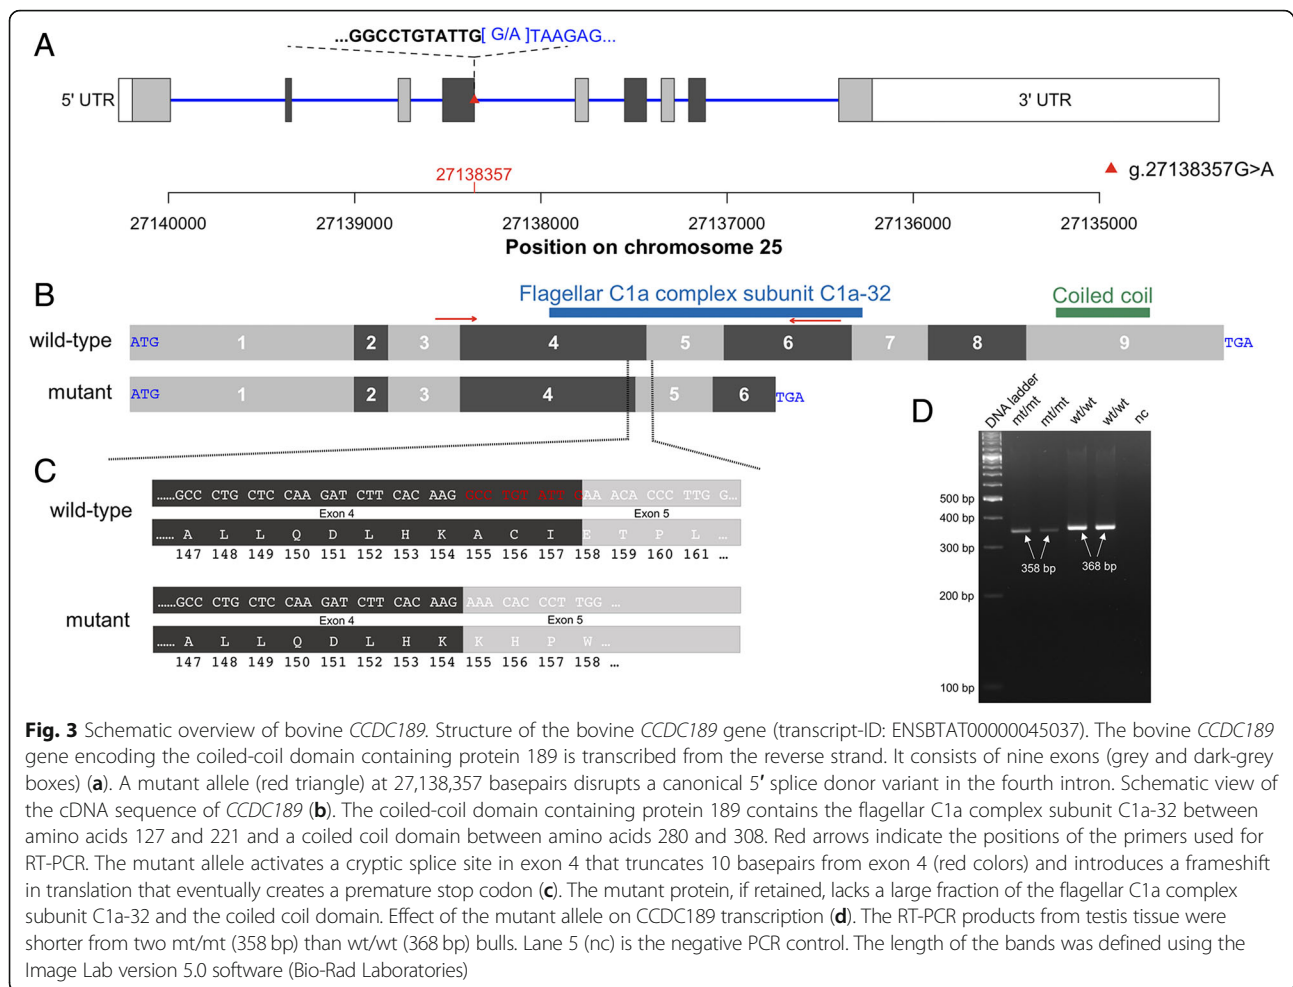 A
...GGCCTGTATTG[ G/A ]TAAGAG...
5' UTR
3' UTR
27138357
g.27138357G>A
27140000 27139000 27138000 27137000 27136000 27135000
Position on chromosome 25
B
Flagellar C1a complex subunit C1a-32
Coiled coil
wild-type ATG 1 2 3 4 5 6 7 8 9 TGA
mutant ATG 1 2 3 4 5 6 TGA
C
wild-type
......GCC CTG CTC CAA GAT CTT CAC AAG GCC TGT ATT GAA ACA CCC TTG G...
Exon 4 Exon 5
...... A L L Q D L H K A C I E T P L ...
147 148 149 150 151 152 153 154 155 156 157 158 159 160 161 ...
mutant
......GCC CTG CTC CAA GAT CTT CAC AAG AAA CAC CCT TGG ...
Exon 4 Exon 5
...... A L L Q D L H K K H P W ...
147 148 149 150 151 152 153 154 155 156 157 158 ...
D
DNA ladder
mt/mt
mt/mt
wt/wt
wt/wt
nc
500 bp
400 bp
300 bp
358 bp
368 bp
200 bp
100 bp
Fig. 3 Schematic overview of bovine CCDC189. Structure of the bovine CCDC189 gene (transcript-ID: ENSBTAT00000045037). The bovine CCDC189
gene encoding the coiled-coil domain containing protein 189 is transcribed from the reverse strand. It consists of nine exons (grey and dark-grey
boxes) (a). A mutant allele (red triangle) at 27,138,357 basepairs disrupts a canonical 5′ splice donor variant in the fourth intron. Schematic view of
the cDNA sequence of CCDC189 (b). The coiled-coil domain containing protein 189 contains the flagellar C1a complex subunit C1a-32 between
amino acids 127 and 221 and a coiled coil domain between amino acids 280 and 308. Red arrows indicate the positions of the primers used for
RT-PCR. The mutant allele activates a cryptic splice site in exon 4 that truncates 10 basepairs from exon 4 (red colors) and introduces a frameshift
in translation that eventually creates a premature stop codon (c). The mutant protein, if retained, lacks a large fraction of the flagellar C1a complex
subunit C1a-32 and the coiled coil domain. Effect of the mutant allele on CCDC189 transcription (d). The RT-PCR products from testis tissue were
shorter from two mt/mt (358 bp) than wt/wt (368 bp) bulls. Lane 5 (nc) is the negative PCR control. The length of the bands was defined using the
Image Lab version 5.0 software (Bio-Rad Laboratories)